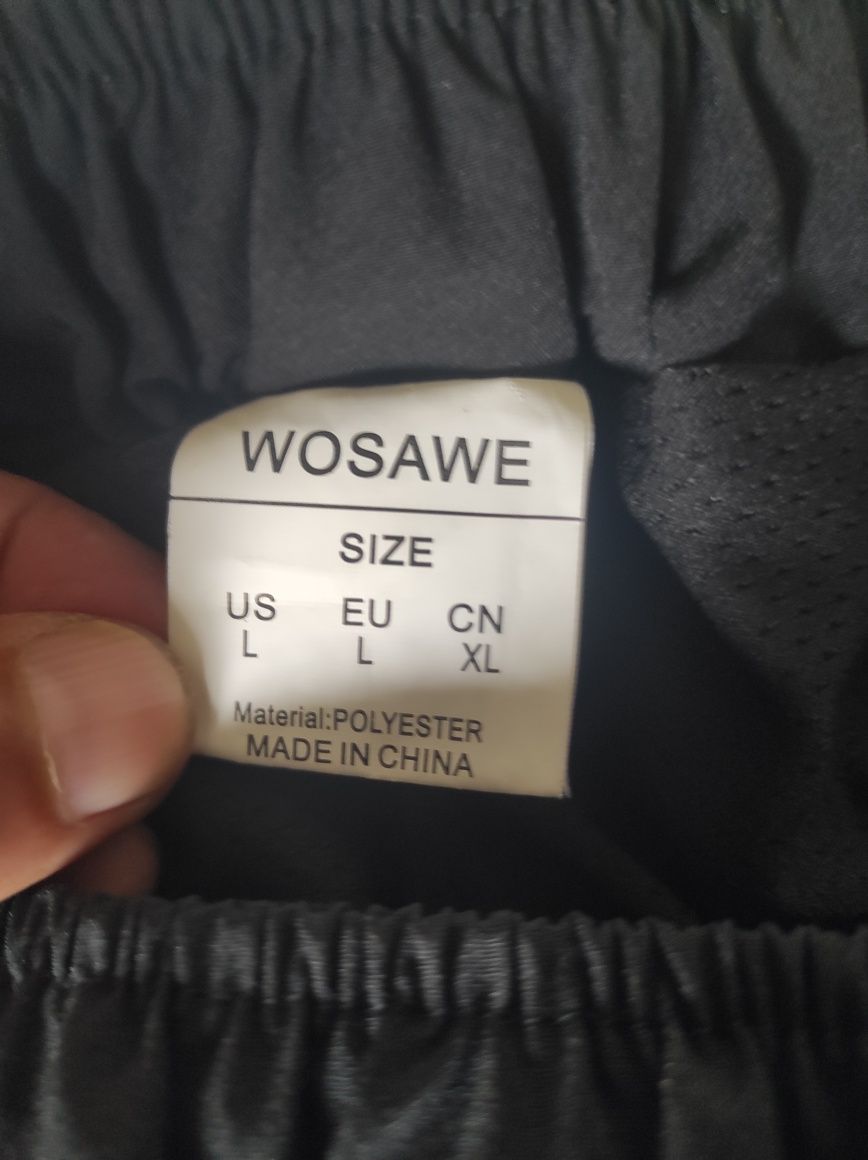 WOSAWE
SIZE
US EU CN
L L XL
Material:POLYESTER
MADE IN CHINA